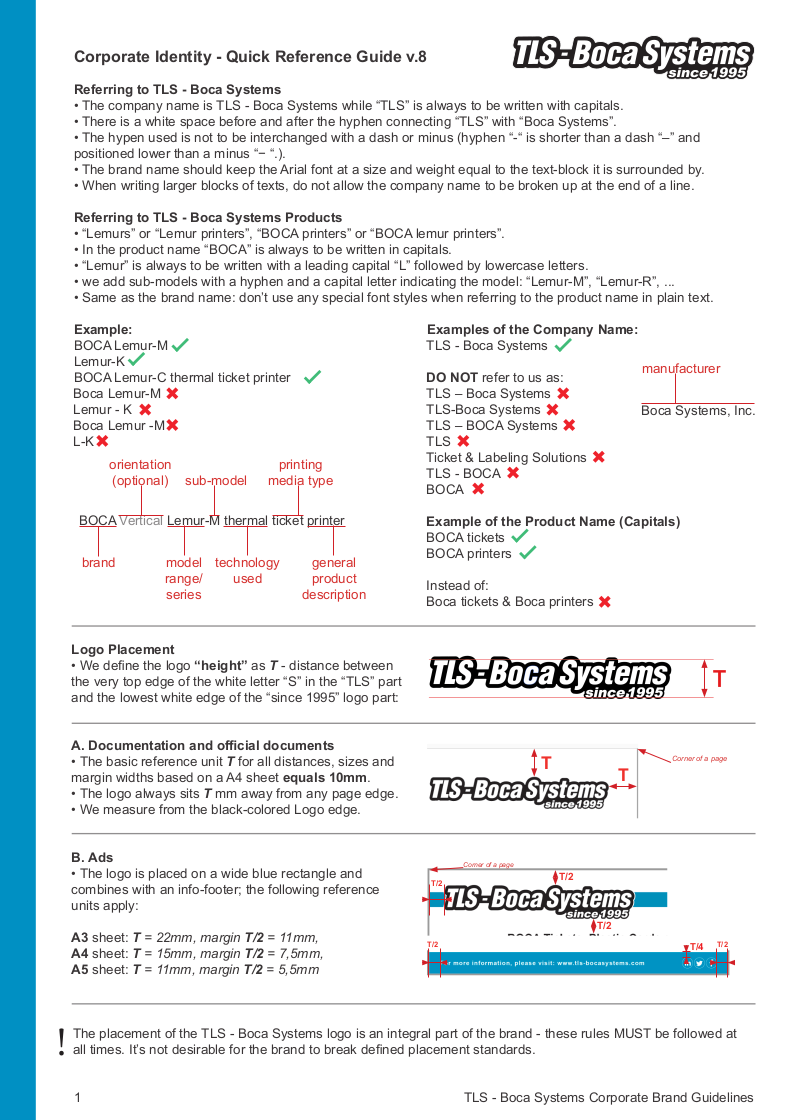 Corporate Identity - Quick Reference Guide v.8
TLS - Boca Systems
since 1995
Referring to TLS - Boca Systems
• The company name is TLS - Boca Systems while “TLS” is always to be written with capitals.
• There is a white space before and after the hyphen connecting “TLS” with “Boca Systems”.
• The hypen used is not to be interchanged with a dash or minus (hyphen “-“ is shorter than a dash “–” and
positioned lower than a minus “− “.).
• The brand name should keep the Arial font at a size and weight equal to the text-block it is surrounded by.
• When writing larger blocks of texts, do not allow the company name to be broken up at the end of a line.
Referring to TLS - Boca Systems Products
• “Lemurs” or “Lemur printers”, “BOCA printers” or “BOCA lemur printers”.
• In the product name “BOCA” is always to be written in capitals.
• “Lemur” is always to be written with a leading capital “L” followed by lowercase letters.
• we add sub-models with a hyphen and a capital letter indicating the model: “Lemur-M”, “Lemur-R”, ...
• Same as the brand name: don’t use any special font styles when referring to the product name in plain text.
Example:
BOCA Lemur-M
Lemur-K
BOCA Lemur-C thermal ticket printer
Boca Lemur-M
Lemur - K
Boca Lemur -M
L-K
orientation
(optional)
sub-model
printing
media type
BOCA Vertical Lemur-M thermal ticket printer
brand
model
range/
series
technology
used
general
product
description
Examples of the Company Name:
TLS - Boca Systems
DO NOT refer to us as:
TLS – Boca Systems
TLS-Boca Systems
TLS – BOCA Systems
TLS
Ticket & Labeling Solutions
TLS - BOCA
BOCA
manufacturer
Boca Systems, Inc.
Example of the Product Name (Capitals)
BOCA tickets
BOCA printers
Instead of:
Boca tickets & Boca printers
Logo Placement
• We define the logo “height” as T - distance between
the very top edge of the white letter “S” in the “TLS” part
and the lowest white edge of the “since 1995” logo part:
TLS - Boca Systems
since 1995
T
A. Documentation and official documents
• The basic reference unit T for all distances, sizes and
margin widths based on a A4 sheet equals 10mm.
• The logo always sits T mm away from any page edge.
• We measure from the black-colored Logo edge.
T
T
Corner of a page
TLS - Boca Systems
since 1995
B. Ads
• The logo is placed on a wide blue rectangle and
combines with an info-footer; the following reference
units apply:
A3 sheet: T = 22mm, margin T/2 = 11mm,
A4 sheet: T = 15mm, margin T/2 = 7,5mm,
A5 sheet: T = 11mm, margin T/2 = 5,5mm
Corner of a page
T/2
T/2
TLS - Boca Systems
since 1995
T/2
T/2
T/4
T/2
r more information, please visit: www.tls-bocasystems.com
! The placement of the TLS - Boca Systems logo is an integral part of the brand - these rules MUST be followed at
all times. It’s not desirable for the brand to break defined placement standards.
1
TLS - Boca Systems Corporate Brand Guidelines